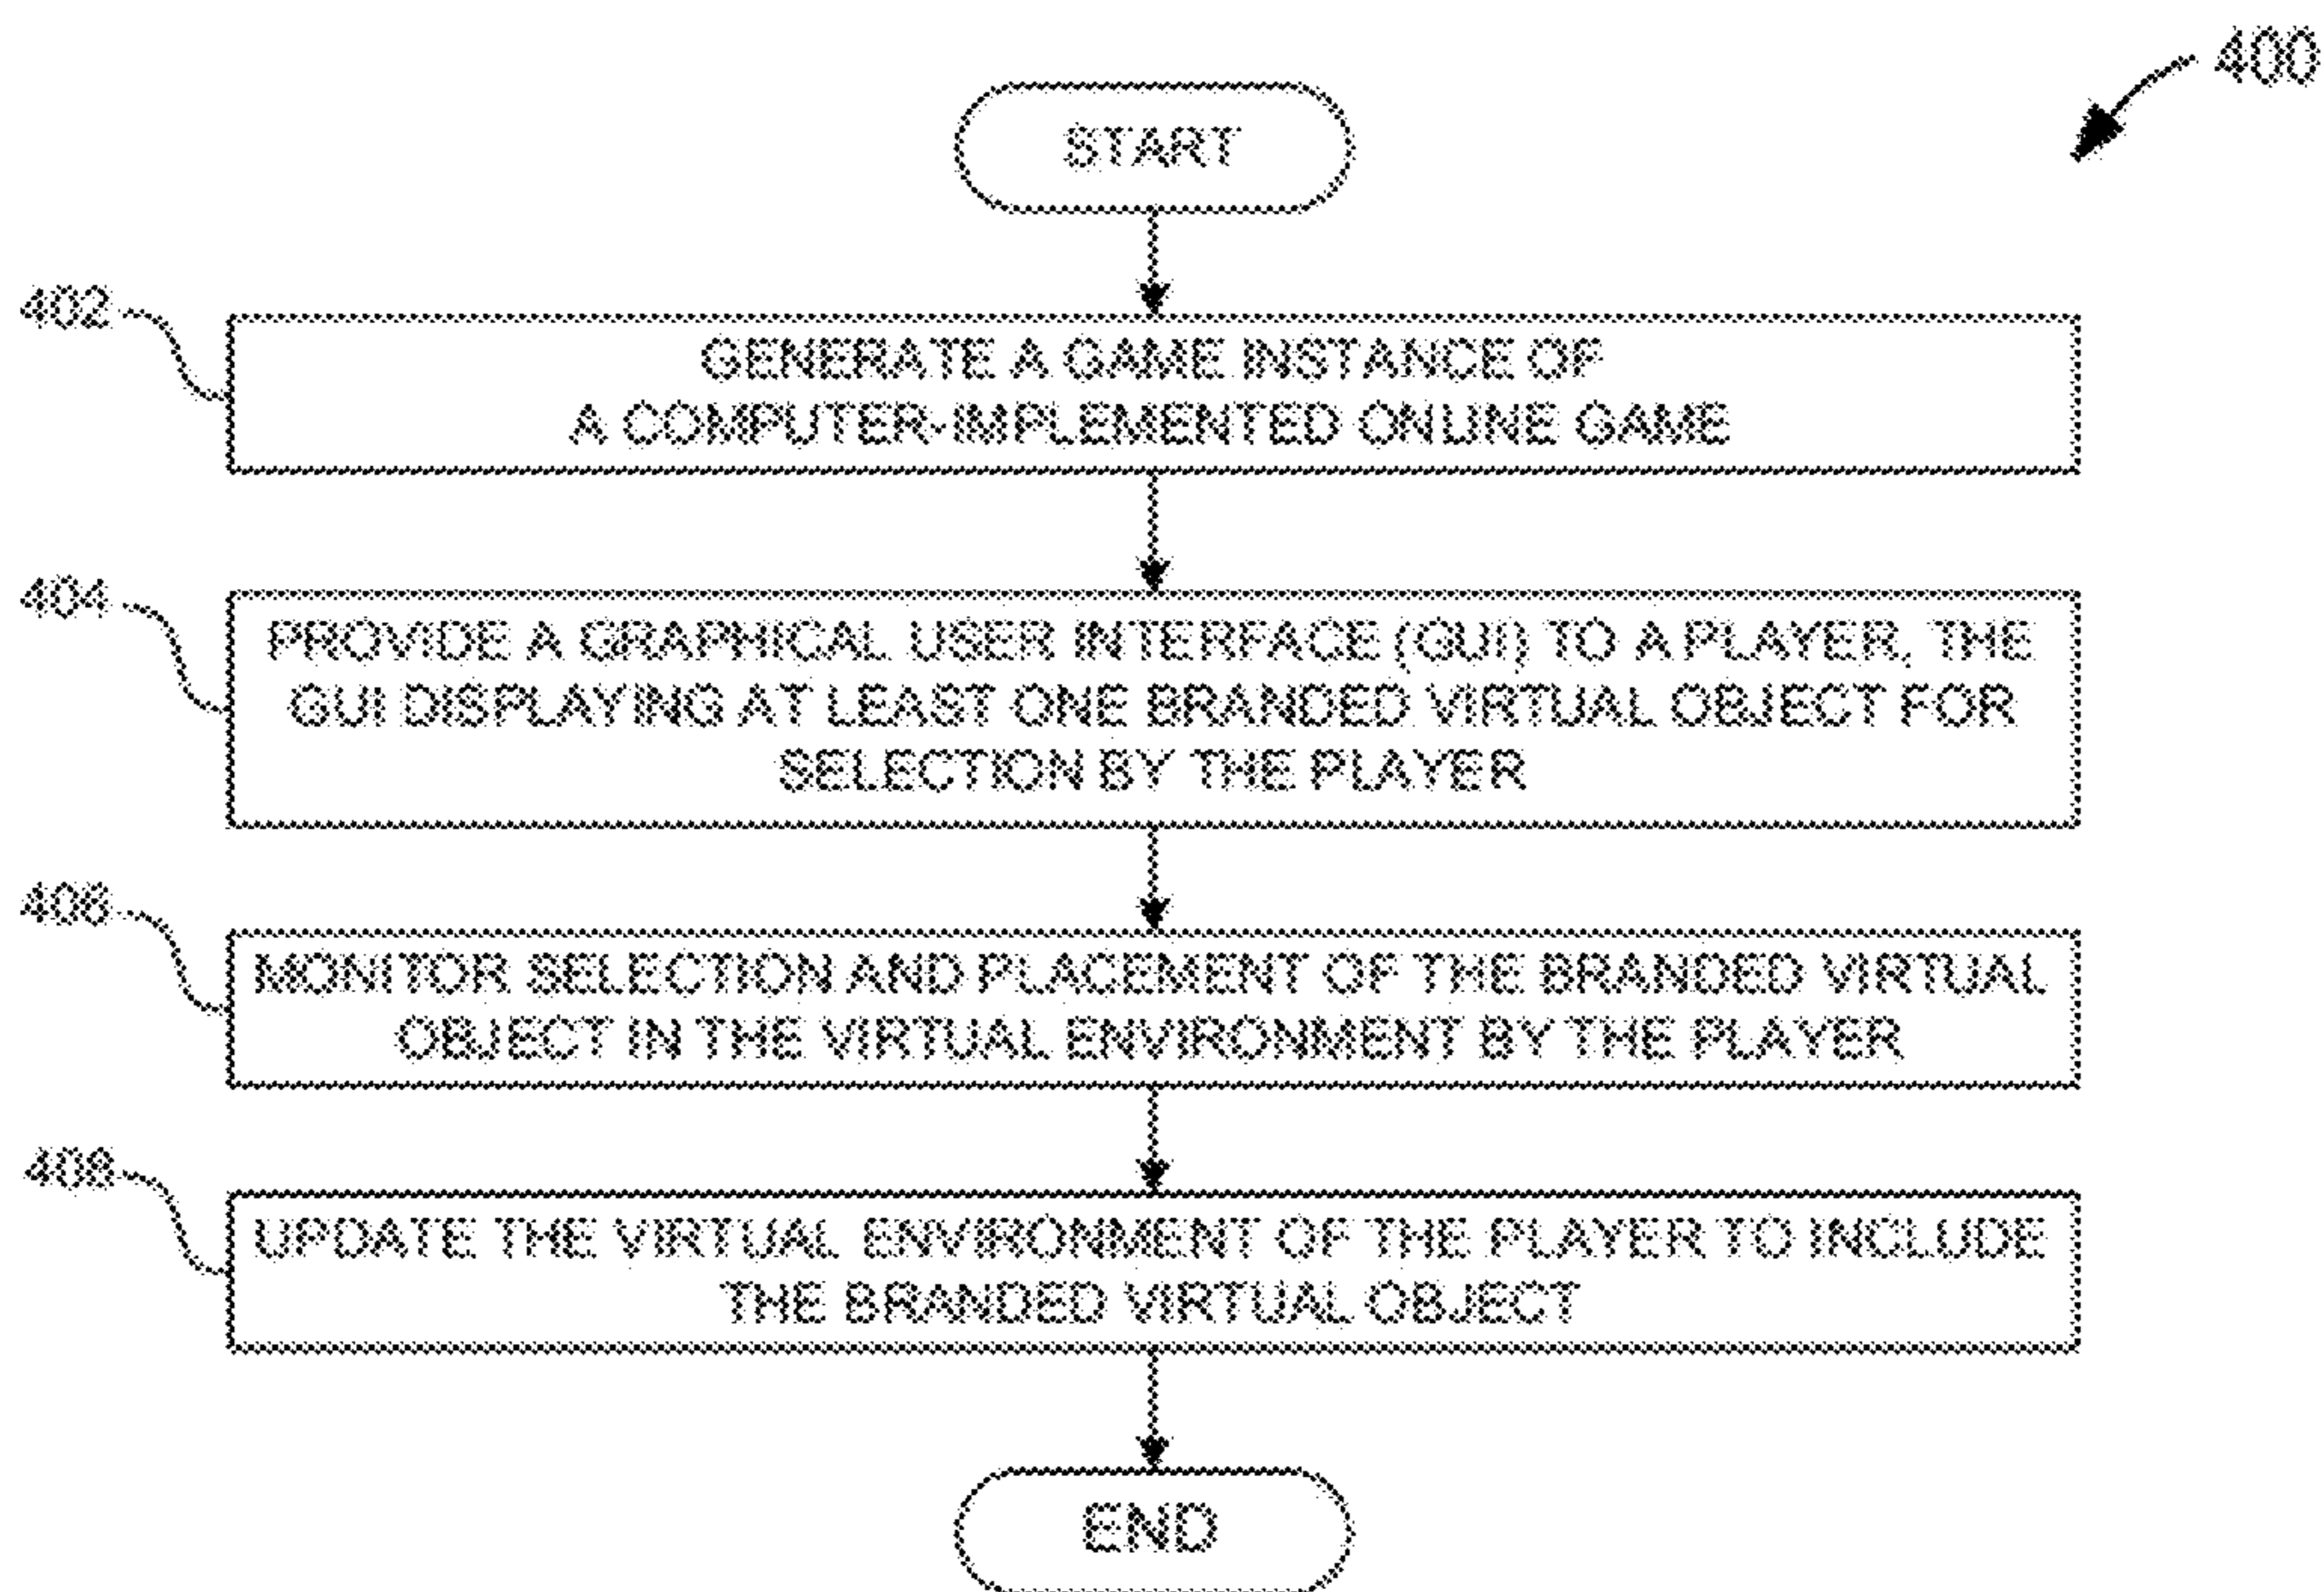 400
START
402
GENERATE A GAME INSTANCE OF
A COMPUTER-IMPLEMENTED ONLINE GAME
404
PROVIDE A GRAPHICAL USER INTERFACE (GUI) TO A PLAYER, THE
GUI DISPLAYING AT LEAST ONE BRANDED VIRTUAL OBJECT FOR
SELECTION BY THE PLAYER
406
MONITOR SELECTION AND PLACEMENT OF THE BRANDED VIRTUAL
OBJECT IN THE VIRTUAL ENVIRONMENT BY THE PLAYER
408
UPDATE THE VIRTUAL ENVIRONMENT OF THE PLAYER TO INCLUDE
THE BRANDED VIRTUAL OBJECT
END